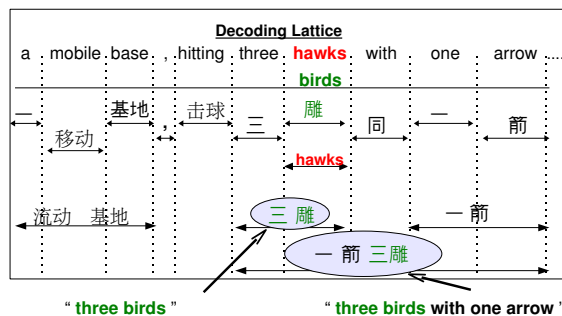 Decoding Lattice
a mobile base , hitting three hawks with one arrow ....
birds
一 基地 , 击球 三 雕 同 一 箭
移动
hawks
流动 基地 三 雕 一 箭
一 箭 三雕
“ three birds ” “ three birds with one arrow ”